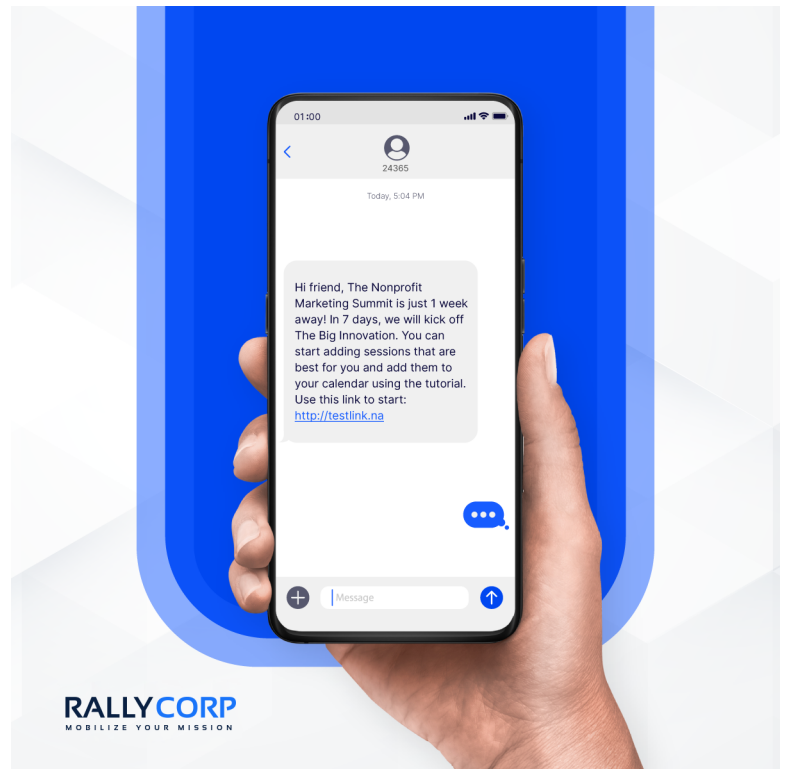 01:00
24365
Today, 5:04 PM
Hi friend, The Nonprofit
Marketing Summit is just 1 week
away! In 7 days, we will kick off
The Big Innovation. You can
start adding sessions that are
best for you and add them to
your calendar using the tutorial.
Use this link to start:
http://testlink.na
Message
RALLYCORP
MOBILIZE YOUR MISSION